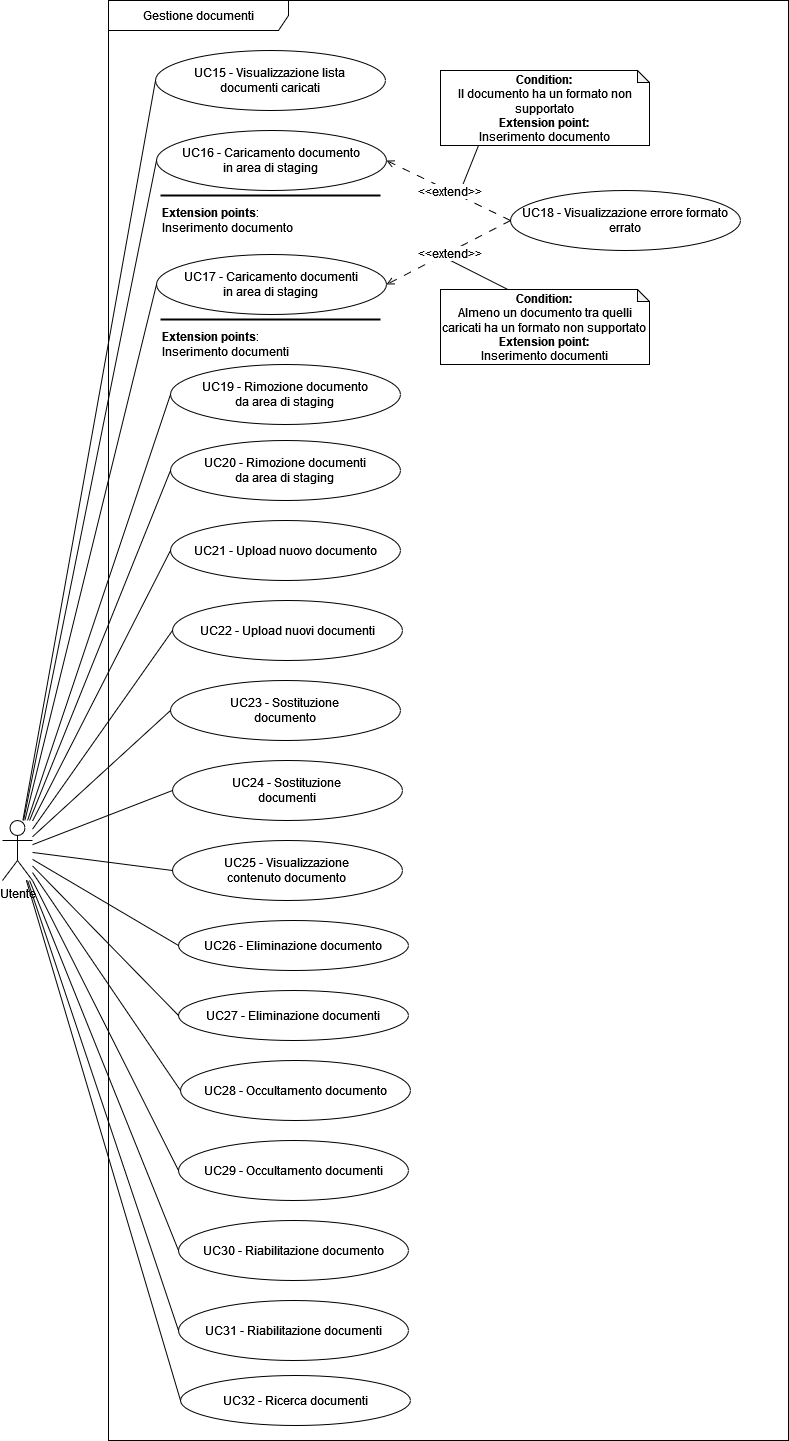 Gestione documenti
UC15 - Visualizzazione lista
documenti caricati
Condition:
Il documento ha un formato non
supportato
Extension point:
Inserimento documento
UC16 - Caricamento documento
in area di staging
<<extend>>
Extension points:
Inserimento documento
UC18 - Visualizzazione errore formato
errato
<<extend>>
UC17 - Caricamento documenti
in area di staging
Condition:
Almeno un documento tra quelli
caricati ha un formato non supportato
Extension point:
Inserimento documenti
Extension points:
Inserimento documenti
UC19 - Rimozione documento
da area di staging
UC20 - Rimozione documenti
da area di staging
UC21 - Upload nuovo documento
UC22 - Upload nuovi documenti
UC23 - Sostituzione
documento
UC24 - Sostituzione
documenti
UC25 - Visualizzazione
contenuto documento
Utente
UC26 - Eliminazione documento
UC27 - Eliminazione documenti
UC28 - Occultamento documento
UC29 - Occultamento documenti
UC30 - Riabilitazione documento
UC31 - Riabilitazione documenti
UC32 - Ricerca documenti